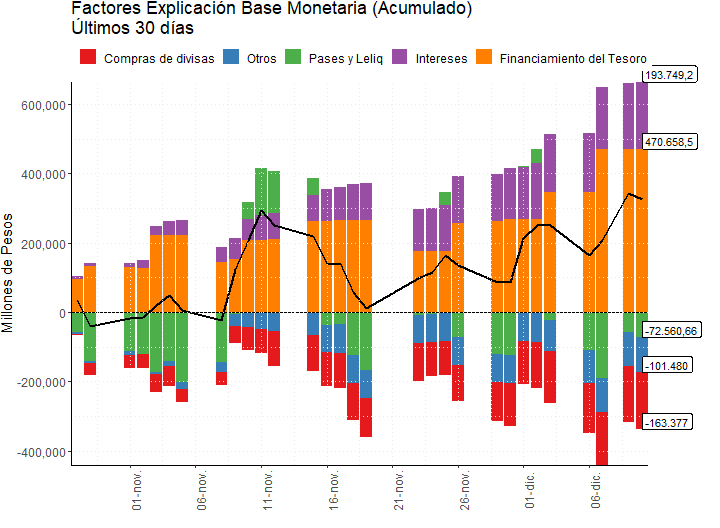 Factores Explicación Base Monetaria (Acumulado)
Últimos 30 días
Compras de divisas Otros Pases y Leliq Intereses Financiamiento del Tesoro
193.749,2
600,000
470.658,5
400,000
200,000
0
-72.560,66
-101.480
-200,000
-163.377
-400,000
Millones de Pesos
01-nov. 06-nov. 11-nov. 16-nov. 21-nov. 26-nov. 01-dic. 06-dic.